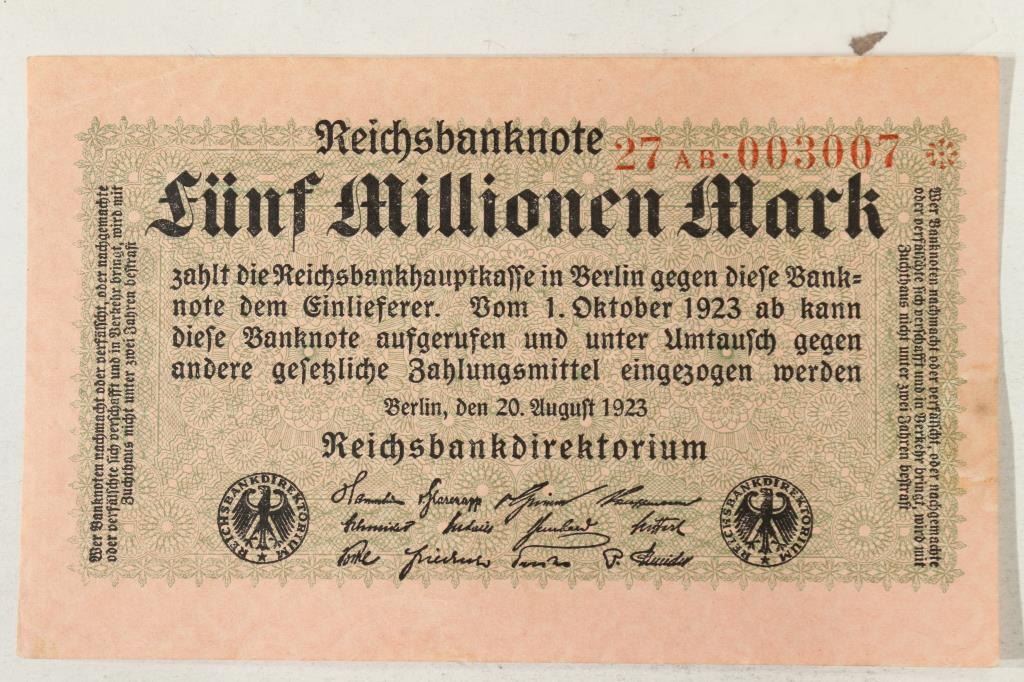 Reichsbanknote
27 AB·003007
Fünf Millionen Mark
zahlt die Reichsbankhauptkasse in Berlin gegen diese Bank=
note dem Einlieferer. Vom 1. Oktober 1923 ab kann
diese Banknote aufgerufen und unter Umtausch gegen
andere gesetzliche Zahlungsmittel eingezogen werden
Berlin, den 20. August 1923
Reichsbankdirektorium
REICHSBANKDIREKTORIUM
REICHSBANKDIREKTORIUM
Kauffmann
Schmidt
Friedrich
P. Schneider
Wer Banknoten nachmacht oder verfälscht, oder nachgemachte
oder verfälschte sich verschafft und in Verkehr bringt, wird mit
Zuchthaus nicht unter zwei Jahren bestraft
Wer Banknoten nachmacht oder verfälscht, oder nachgemachte
oder verfälschte sich verschafft und in Verkehr bringt, wird mit
Zuchthaus nicht unter zwei Jahren bestraft